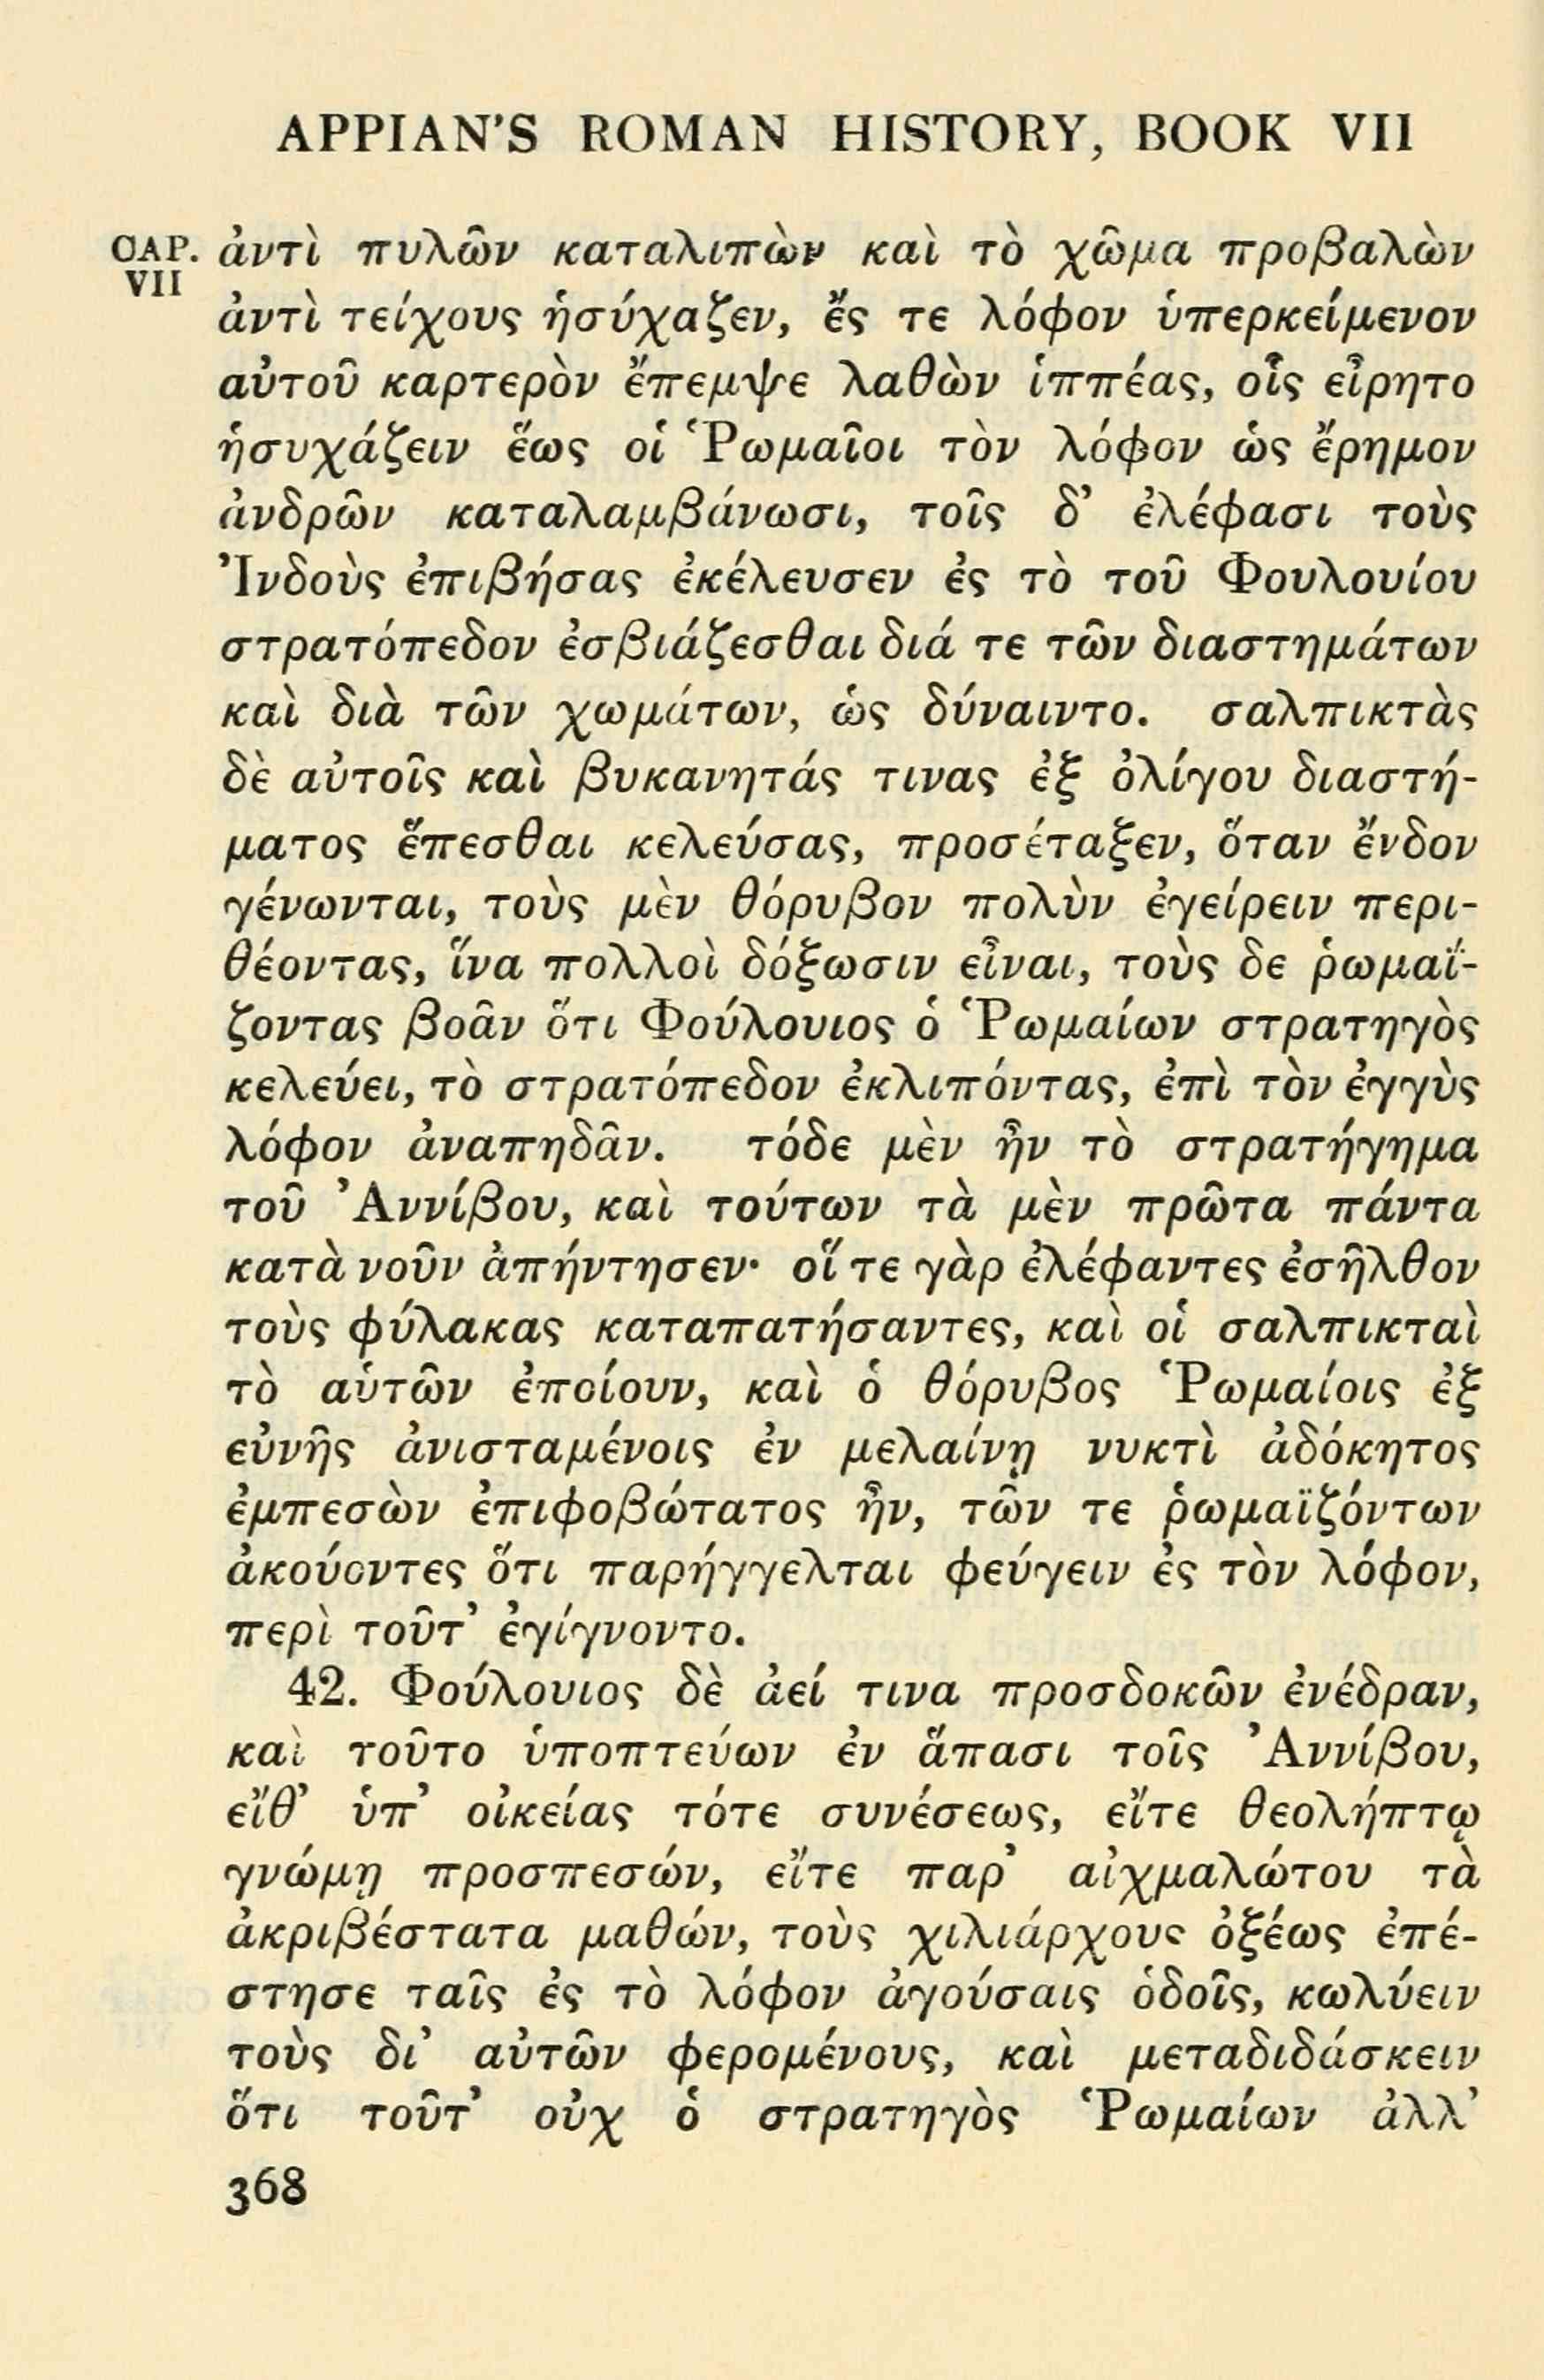 APPIAN'S ROMAN HISTORY, BOOK VII
CAP. VII
ἀντὶ πυλῶν καταλιπὼν καὶ τὸ χῶμα προβαλὼν
ἀντὶ τείχους ἡσύχαζεν, ἔς τε λόφον ὑπερκείμενον
αὐτοῦ καρτερὸν ἔπεμψε λαθὼν ἱππέας, οἷς εἴρητο
ἡσυχάζειν ἕως οἱ Ῥωμαῖοι τὸν λόφον ὡς ἔρημον
ἀνδρῶν καταλαμβάνωσι, τοῖς δ' ἐλέφασι τοὺς
Ἰνδοὺς ἐπιβήσας ἐκέλευσεν ἐς τὸ τοῦ Φουλουίου
στρατόπεδον ἐσβιάζεσθαι διά τε τῶν διαστημάτων
καὶ διὰ τῶν χωμάτων, ὡς δύναιντο. σαλπικτὰς
δὲ αὐτοῖς καὶ βυκανητάς τινας ἐξ ὀλίγου διαστή-
ματος ἕπεσθαι κελεύσας, προσέταξεν, ὅταν ἔνδον
γένωνται, τοὺς μὲν θόρυβον πολὺν ἐγείρειν περι-
θέοντας, ἵνα πολλοὶ δόξωσιν εἶναι, τοὺς δε ῥωμαΐ-
ζοντας βοᾶν ὅτι Φούλουιος ὁ Ῥωμαίων στρατηγὸς
κελεύει, τὸ στρατόπεδον ἐκλιπόντας, ἐπὶ τὸν ἐγγὺς
λόφον ἀναπηδᾶν. τόδε μὲν ἦν τὸ στρατήγημα
τοῦ Ἀννίβου, καὶ τούτων τὰ μὲν πρῶτα πάντα
κατὰ νοῦν ἀπήντησεν· οἵ τε γὰρ ἐλέφαντες ἐσῆλθον
τοὺς φύλακας καταπατήσαντες, καὶ οἱ σαλπικταὶ
τὸ αὑτῶν ἐποίουν, καὶ ὁ θόρυβος Ῥωμαίοις ἐξ
εὐνῆς ἀνισταμένοις ἐν μελαίνῃ νυκτὶ ἀδόκητος
ἐμπεσὼν ἐπιφοβώτατος ἦν, τῶν τε ῥωμαϊζόντων
ἀκούοντες ὅτι παρήγγελται φεύγειν ἐς τὸν λόφον,
περὶ τοῦτ' ἐγίγνοντο.
42. Φούλουιος δὲ ἀεί τινα προσδοκῶν ἐνέδραν,
καὶ τοῦτο ὑποπτεύων ἐν ἅπασι τοῖς Ἀννίβου,
εἴθ' ὑπ' οἰκείας τότε συνέσεως, εἴτε θεολήπτῳ
γνώμῃ προσπεσών, εἴτε παρ' αἰχμαλώτου τὰ
ἀκριβέστατα μαθών, τοὺς χιλιάρχους ὀξέως ἐπέ-
στησε ταῖς ἐς τὸ λόφον ἀγούσαις ὁδοῖς, κωλύειν
τοὺς δι' αὐτῶν φερομένους, καὶ μεταδιδάσκειν
ὅτι τοῦτ' οὐχ ὁ στρατηγὸς Ῥωμαίων ἀλλ'
368